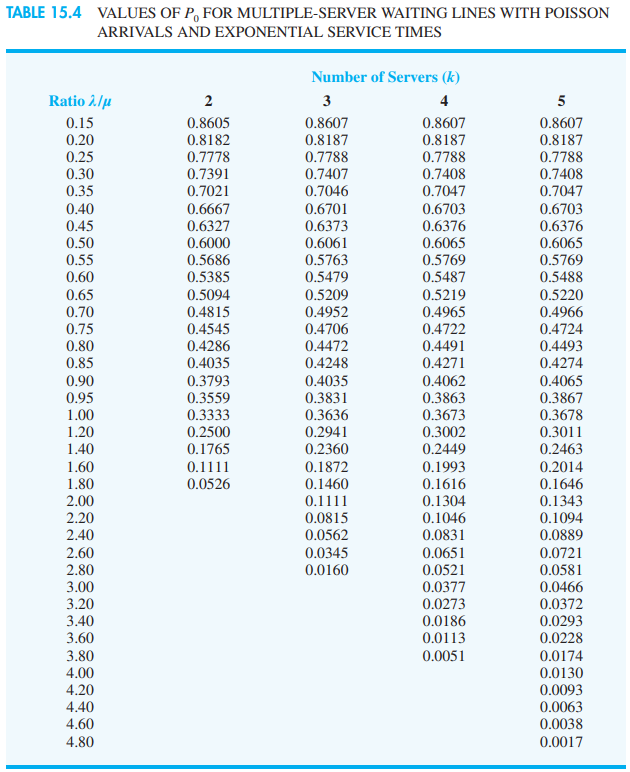 TABLE 15.4 VALUES OF P₀ FOR MULTIPLE-SERVER WAITING LINES WITH POISSON
ARRIVALS AND EXPONENTIAL SERVICE TIMES
Number of Servers (k)
Ratio λ/μ 2 3 4 5
0.15 0.8605 0.8607 0.8607 0.8607
0.20 0.8182 0.8187 0.8187 0.8187
0.25 0.7778 0.7788 0.7788 0.7788
0.30 0.7391 0.7407 0.7408 0.7408
0.35 0.7021 0.7046 0.7047 0.7047
0.40 0.6667 0.6701 0.6703 0.6703
0.45 0.6327 0.6373 0.6376 0.6376
0.50 0.6000 0.6061 0.6065 0.6065
0.55 0.5686 0.5763 0.5769 0.5769
0.60 0.5385 0.5479 0.5487 0.5488
0.65 0.5094 0.5209 0.5219 0.5220
0.70 0.4815 0.4952 0.4965 0.4966
0.75 0.4545 0.4706 0.4722 0.4724
0.80 0.4286 0.4472 0.4491 0.4493
0.85 0.4035 0.4248 0.4271 0.4274
0.90 0.3793 0.4035 0.4062 0.4065
0.95 0.3559 0.3831 0.3863 0.3867
1.00 0.3333 0.3636 0.3673 0.3678
1.20 0.2500 0.2941 0.3002 0.3011
1.40 0.1765 0.2360 0.2449 0.2463
1.60 0.1111 0.1872 0.1993 0.2014
1.80 0.0526 0.1460 0.1616 0.1646
2.00 0.1111 0.1304 0.1343
2.20 0.0815 0.1046 0.1094
2.40 0.0562 0.0831 0.0889
2.60 0.0345 0.0651 0.0721
2.80 0.0160 0.0521 0.0581
3.00 0.0377 0.0466
3.20 0.0273 0.0372
3.40 0.0186 0.0293
3.60 0.0113 0.0228
3.80 0.0051 0.0174
4.00 0.0130
4.20 0.0093
4.40 0.0063
4.60 0.0038
4.80 0.0017